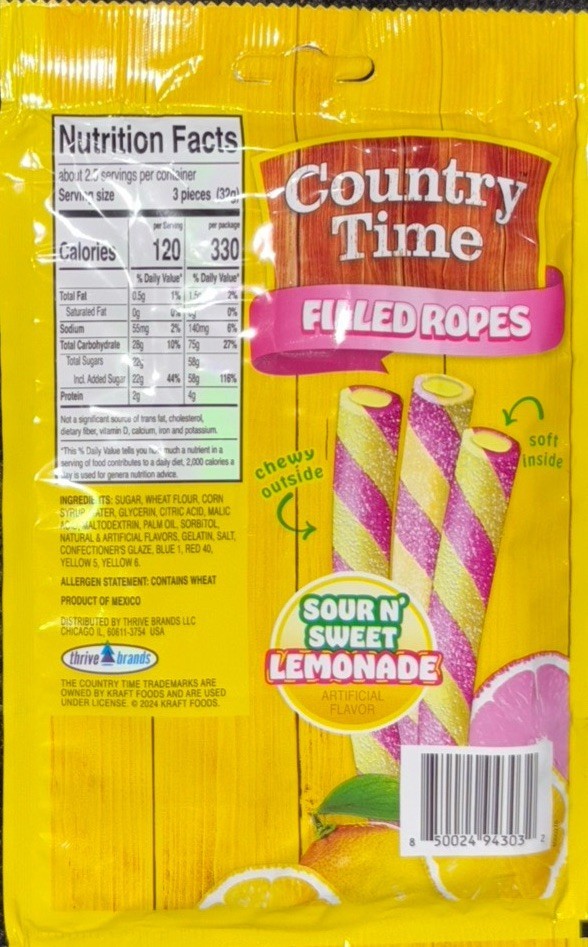 Nutrition Facts
about 2.5 servings per container
Serving size 3 pieces (32g)
per Serving per package
Calories 120 330
% Daily Value* % Daily Value*
Total Fat 0.5g 1% 1.5g 2%
Saturated Fat 0g 0% 0g 0%
Sodium 55mg 2% 140mg 6%
Total Carbohydrate 28g 10% 75g 27%
Total Sugars 22g 58g
Incl. Added Sugar 22g 44% 58g 116%
Protein 2g 4g
Not a significant source of trans fat, cholesterol,
dietary fiber, vitamin D, calcium, iron and potassium.
*This % Daily Value tells you how much a nutrient in a
serving of food contributes to a daily diet, 2,000 calories a
day is used for genera nutrition advice.
INGREDIENTS: SUGAR, WHEAT FLOUR, CORN
SYRUP, WATER, GLYCERIN, CITRIC ACID, MALIC
ACID, MALTODEXTRIN, PALM OIL, SORBITOL,
NATURAL & ARTIFICIAL FLAVORS, GELATIN, SALT,
CONFECTIONER'S GLAZE, BLUE 1, RED 40,
YELLOW 5, YELLOW 6.
ALLERGEN STATEMENT: CONTAINS WHEAT
PRODUCT OF MEXICO
DISTRIBUTED BY THRIVE BRANDS LLC
CHICAGO IL, 60611-3754 USA
thrive brands
THE COUNTRY TIME TRADEMARKS ARE
OWNED BY KRAFT FOODS AND ARE USED
UNDER LICENSE. © 2024 KRAFT FOODS.
Country
Time™
FILLED ROPES
chewy
outside
soft
inside
SOUR N'
SWEET
LEMONADE
ARTIFICIAL
FLAVOR
8 50024 94303 2